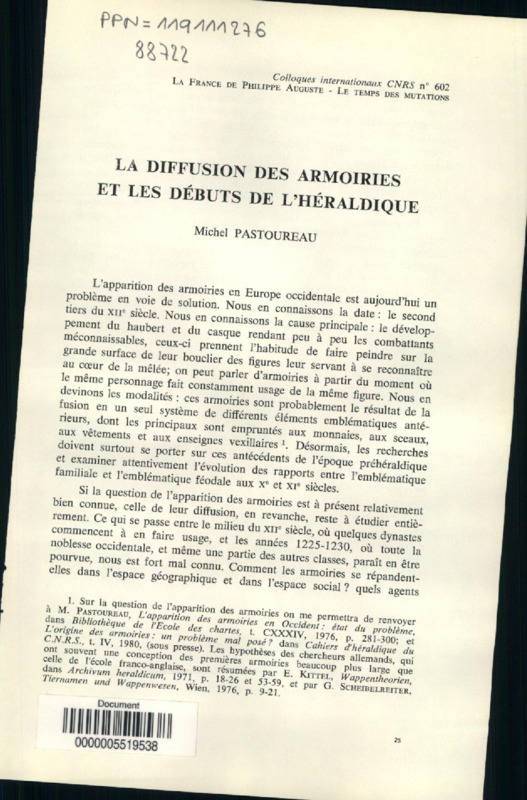 PPN = 119111276
88722
Colloques internationaux CNRS n° 602
LA FRANCE DE PHILIPPE AUGUSTE - LE TEMPS DES MUTATIONS
LA DIFFUSION DES ARMOIRIES
ET LES DÉBUTS DE L'HÉRALDIQUE
Michel PASTOUREAU
L'apparition des armoiries en Europe occidentale est aujourd'hui un
problème en voie de solution. Nous en connaissons la date : le second
tiers du XIIe siècle. Nous en connaissons la cause principale : le dévelop-
pement du haubert et du casque rendant peu à peu les combattants
méconnaissables, ceux-ci prennent l'habitude de faire peindre sur la
grande surface de leur bouclier des figures leur servant à se reconnaître
au cœur de la mêlée; on peut parler d'armoiries à partir du moment où
le même personnage fait constamment usage de la même figure. Nous en
devinons les modalités : ces armoiries sont probablement le résultat de la
fusion en un seul système de différents éléments emblématiques anté-
rieurs, dont les principaux sont empruntés aux monnaies, aux sceaux,
aux vêtements et aux enseignes vexillaires 1. Désormais, les recherches
doivent surtout se porter sur ces antécédents de l'époque préhéraldique
et examiner attentivement l'évolution des rapports entre l'emblématique
familiale et l'emblématique féodale aux Xe et XIe siècles.
Si la question de l'apparition des armoiries est à présent relativement
bien connue, celle de leur diffusion, en revanche, reste à étudier entiè-
rement. Ce qui se passe entre le milieu du XIIe siècle, où quelques dynastes
commencent à en faire usage, et les années 1225-1230, où toute la
noblesse occidentale, et même une partie des autres classes, paraît en être
pourvue, nous est fort mal connu. Comment les armoiries se répandent-
elles dans l'espace géographique et dans l'espace social ? quels agents
1. Sur la question de l'apparition des armoiries on me permettra de renvoyer
à M. PASTOUREAU, L'apparition des armoiries en Occident : état du problème,
dans Bibliothèque de l'Ecole des chartes, t. CXXXIV, 1976, p. 281-300; et
L'origine des armoiries : un problème mal posé ? dans Cahiers d'héraldique du
C.N.R.S., t. IV, 1980, (sous presse). Les hypothèses des chercheurs allemands, qui
ont souvent une conception des premières armoiries beaucoup plus large que
celle de l'école franco-anglaise, sont résumées par E. KITTEL, Wappentheorien,
dans Archivum heraldicum, 1971, p. 18-26 et 53-59, et par G. SCHEIBELREITER,
Tiernamen und Wappenwesen, Wien, 1976, p. 9-21.
Document
0000005519538
25